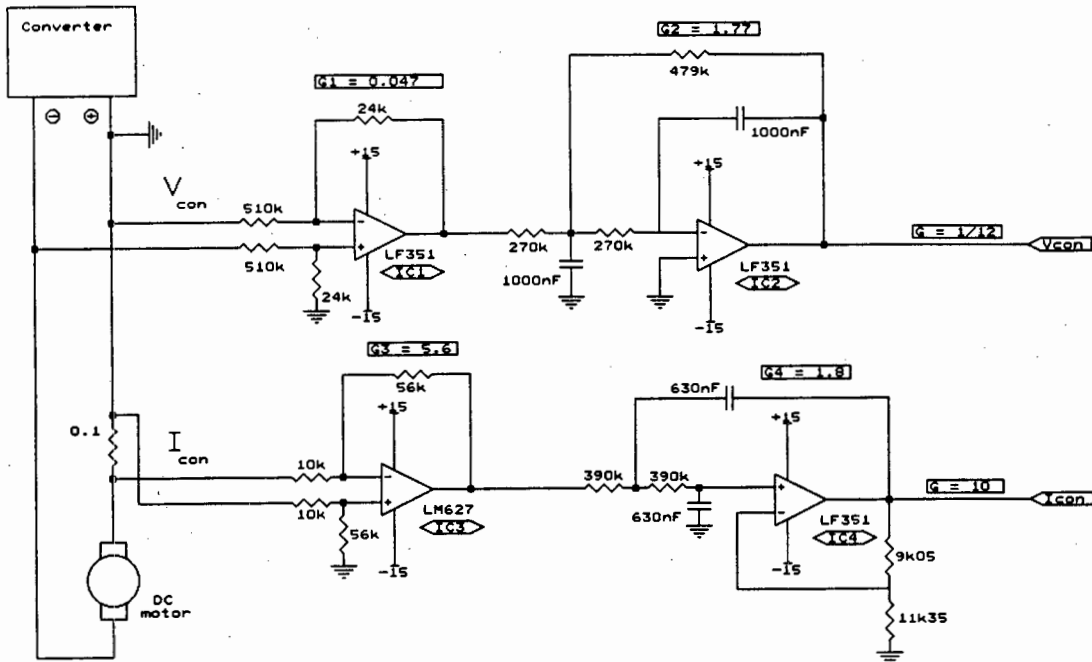 Converter
⊖ ⊕
G1 = 0.047
24k
+15
Vcon
510k
510k
-
+
LF351
IC1
24k
-15
G2 = 1.77
479k
1000nF
+15
270k
270k
-
+
1000nF
LF351
IC2
-15
G = 1/12
Vcon
G3 = 5.6
56k
+15
0.1
Icon
10k
10k
-
+
LM627
IC3
56k
-15
G4 = 1.8
630nF
+15
390k
390k
+
-
630nF
LF351
IC4
-15
G = 10
Icon
9k05
11k35
DC
motor